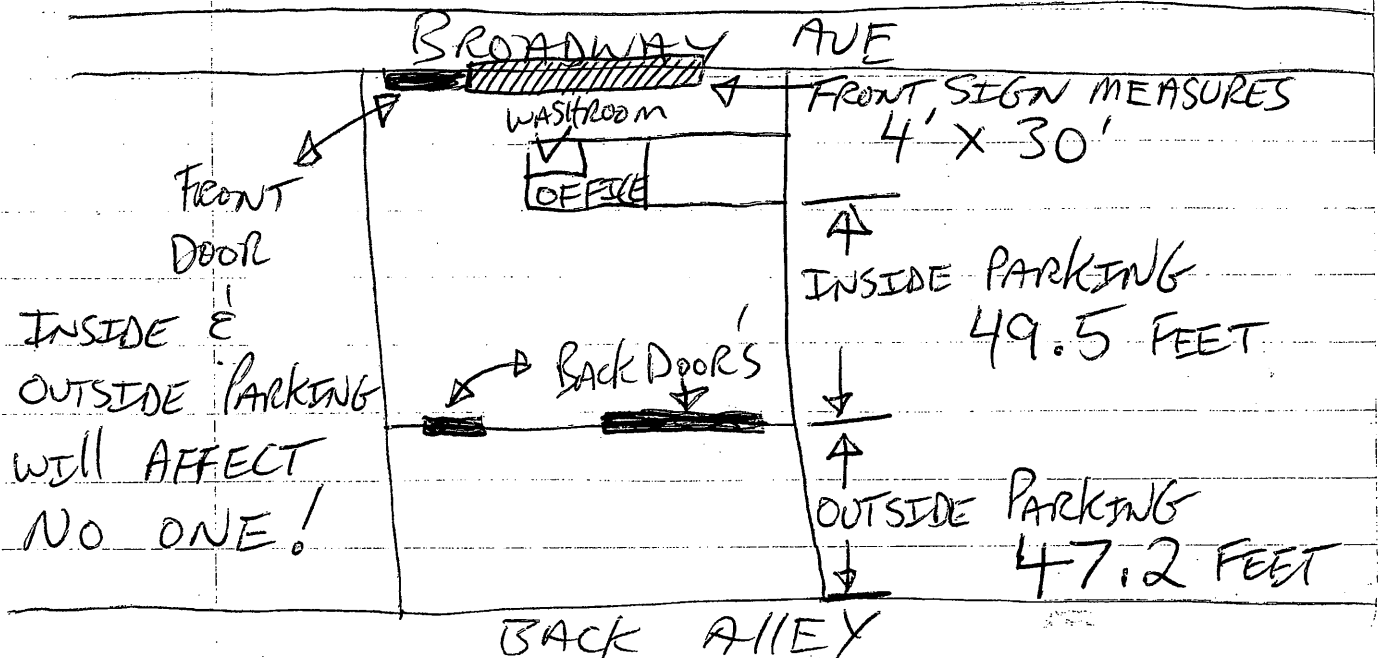 BROADWAY AVE
FRONT SIGN MEASURES
4' X 30'
WASHROOM
OFFICE
FRONT
DOOR
INSIDE PARKING
49.5 FEET
INSIDE &
OUTSIDE PARKING
WILL AFFECT
NO ONE!
BACK DOOR'S
OUTSIDE PARKING
47.2 FEET
BACK AllEY